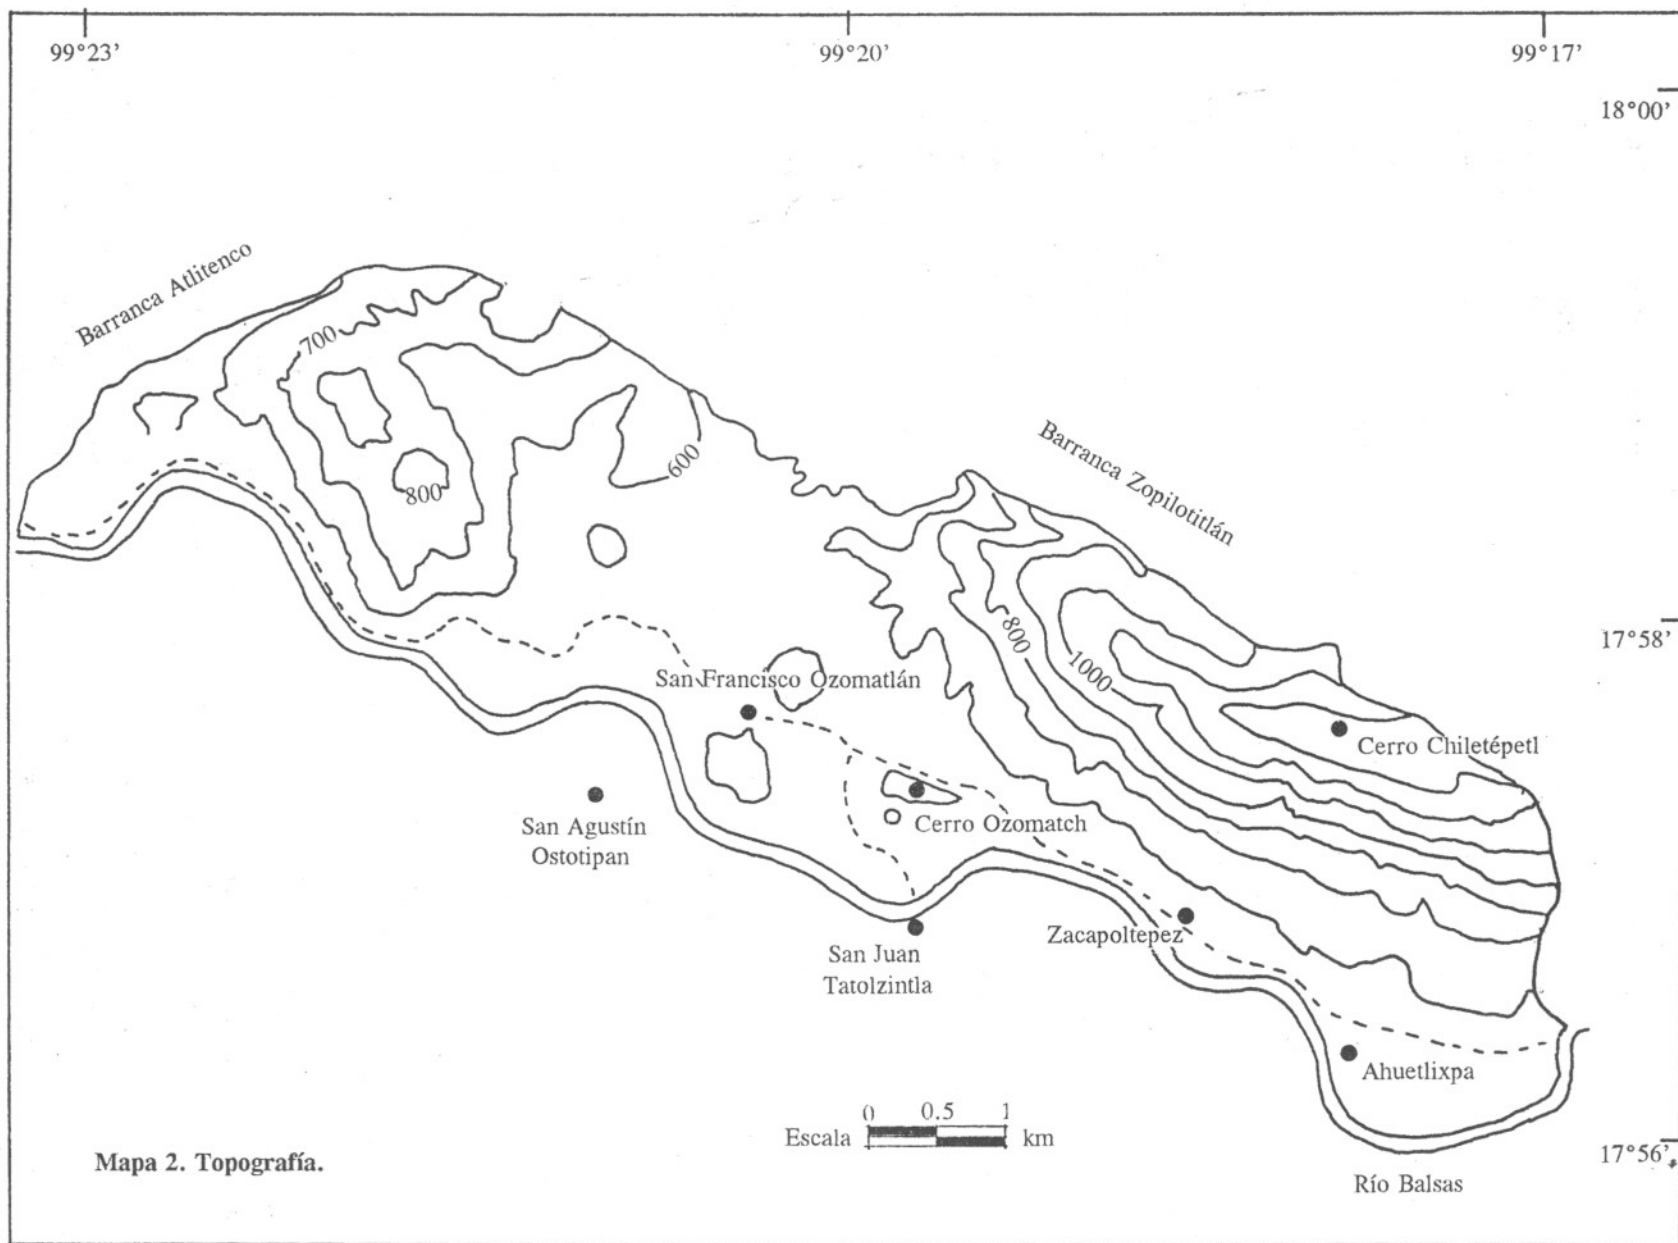 99°23'
99°20'
99°17'
18°00'
Barranca Atlitenco
700
800
600
Barranca Zopilotitlán
17°58'
800
1000
San Francisco Ozomatlán
Cerro Chiletépetl
San Agustín
Ostotipan
Cerro Ozomatch
Zacapoltepez
San Juan
Tatolzintla
Ahuetlixpa
0 0.5 1
Escala km
17°56'
Mapa 2. Topografía.
Río Balsas